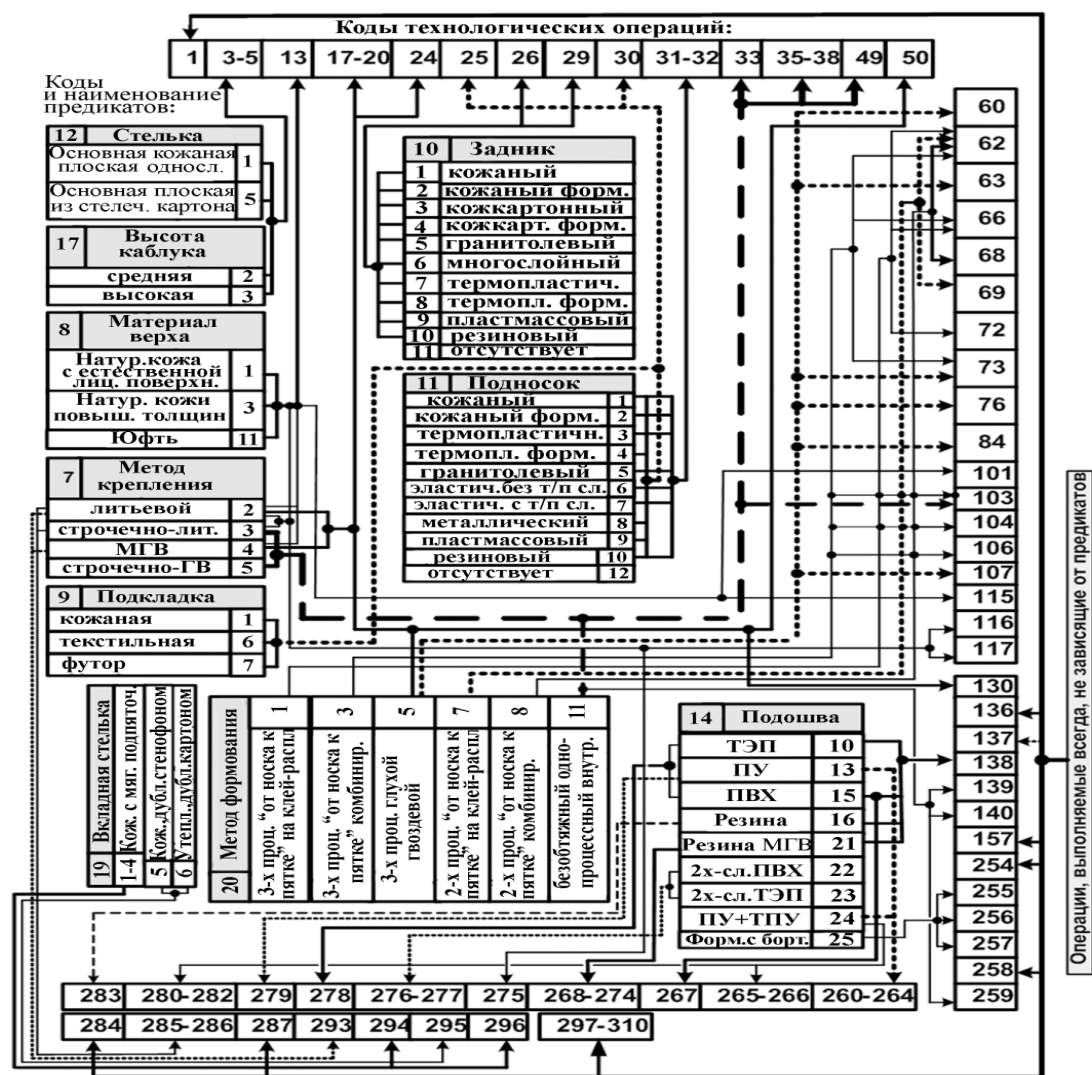 Коды технологических операций:
1 3-5 13 17-20 24 25 26 29 30 31-32 33 35-38 49 50
Коды
и наименование
предикатов:
12 Стелька
Основная кожаная
плоская односл. 1
Основная плоская
из стелеч. картона 5
17 Высота
каблука
средняя 2
высокая 3
8 Материал
верха
Натур.кожа
с естественной
лиц. поверхн. 1
Натур. кожи
повыш. толщин 3
Юфть 11
7 Метод
крепления
литьевой 2
строчечно-лит. 3
МГВ 4
строчечно-ГВ 5
9 Подкладка
кожаная 1
текстильная 6
футор 7
10 Задник
1 кожаный
2 кожаный форм.
3 кожкартонный
4 кожкарт. форм.
5 гранитолевый
6 многослойный
7 термопластич.
8 термопл. форм.
9 пластмассовый
10 резиновый
11 отсутствует
11 Подносок
кожаный 1
кожаный форм. 2
термопластичн. 3
термопл. форм. 4
гранитолевый 5
эластич.без т/п сл. 6
эластич. с т/п сл. 7
металлический 8
пластмассовый 9
резиновый 10
отсутствует 12
19 Вкладная стелька
1-4 Кож. с мяг. подпяточ.
5 Кож.,дубл.стенофоном
6 Утепл.,дубл.картоном
20 Метод формования
1 3-х проц. “от носка к
пятке” на клей-распл
3 3-х проц. “от носка к
пятке” комбинир.
5 3-х проц. глухой
гвоздевой
7 2-х проц. “от носка к
пятке” на клей-распл
8 2-х проц. “от носка к
пятке” комбинир.
11 безобтяжный одно-
процессный внутр.
14 Подошва
ТЭП 10
ПУ 13
ПВХ 15
Резина 16
Резина МГВ 21
2х-сл.ПВХ 22
2х-сл.ТЭП 23
ПУ+ТПУ 24
Форм.с борт. 25
60
62
63
66
68
69
72
73
76
84
101
103
104
106
107
115
116
117
130
136
137
138
139
140
157
254
255
256
257
258
259
Операции, выполняемые всегда, не зависящие от предикатов
283 280-282 279 278 276-277 275 268-274 267 265-266 260-264
284 285-286 287 293 294 295 296 297-310